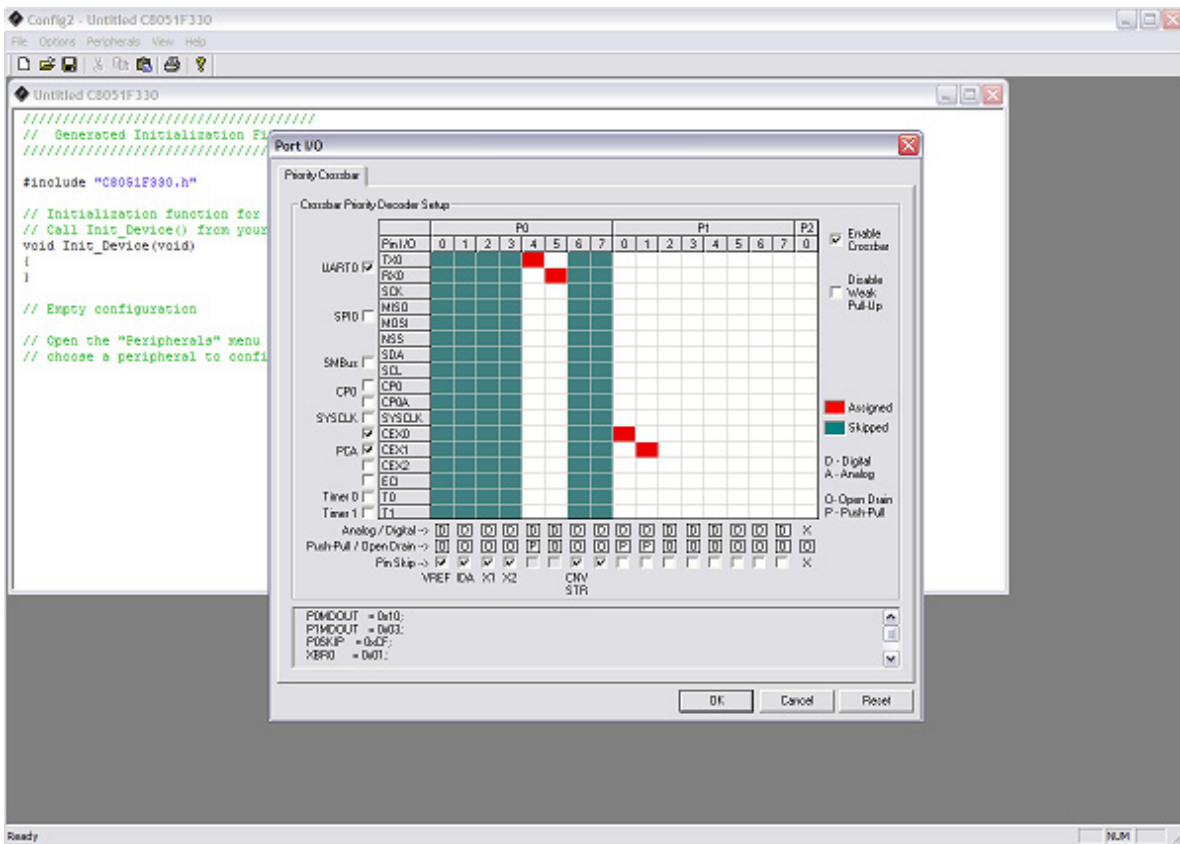 Config2 - Untitled C8051F330
File Options Peripherals View Help
Untitled C8051F330
//////////////////////////////////////
// Generated Initialization Fi
////////////////////////////////
#include "C8051F330.h"
// Initialization function for
// Call Init_Device() from your
void Init_Device(void)
{
}
// Empty configuration
// Open the "Peripherals" menu
// choose a peripheral to confi
Port I/O
Priority Crossbar
Crossbar Priority Decoder Setup
P0 P1 P2
Pin I/O 0 1 2 3 4 5 6 7 0 1 2 3 4 5 6 7 0
UART0 TX0
RX0
SCK
SPI0 MISO
MOSI
NSS
SMBus SDA
SCL
CP0 CP0
CP0A
SYSCLK SYSCLK
CEX0
PCA CEX1
CEX2
ECI
Timer 0 T0
Timer 1 T1
Analog / Digital -> D D D D D D D D D D D D D D D D X
Push-Pull / Open Drain -> O O O O P O O O P P O O O O O O O
Pin Skip -> X
VREF IDA X1 X2 CNV
STR
Enable
Crossbar
Disable
Weak
Pull-Up
Assigned
Skipped
D - Digital
A - Analog
O - Open Drain
P - Push-Pull
P0MDOUT = 0x10;
P1MDOUT = 0x03;
P0SKIP = 0xCF;
XBR0 = 0x01;
OK Cancel Reset
Ready NUM